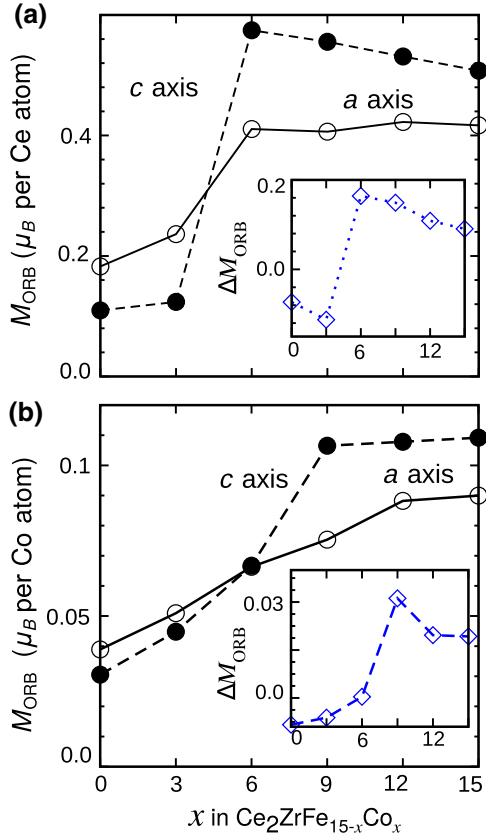 (a)
c axis
a axis
M_ORB (μ_B per Ce atom)
0.4
0.2
0.0
ΔM_ORB
0.2
0.0
0 6 12
(b)
c axis
a axis
M_ORB (μ_B per Co atom)
0.1
0.05
0.0
ΔM_ORB
0.03
0.0
0 6 12
0 3 6 9 12 15
x in Ce₂ZrFe₁₅₋ₓCoₓ